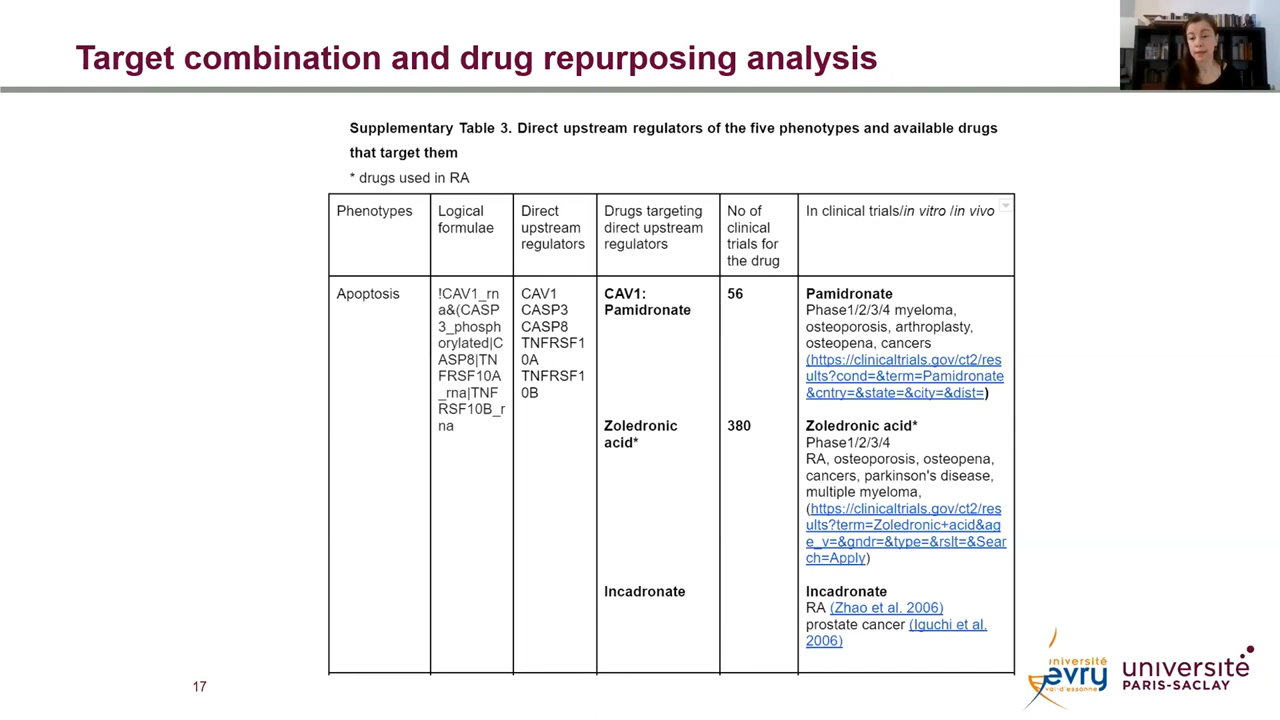 Target combination and drug repurposing analysis
Supplementary Table 3. Direct upstream regulators of the five phenotypes and available drugs
that target them
* drugs used in RA
Phenotypes
Logical
formulae
Direct
upstream
regulators
Drugs targeting
direct upstream
regulators
No of
clinical
trials for
the drug
In clinical trials/in vitro /in vivo
Apoptosis
!CAV1_rn
a&(CASP
3_phosph
orylated|C
ASP8|TN
FRSF10A
_rna|TNF
RSF10B_r
na
CAV1
CASP3
CASP8
TNFRSF1
0A
TNFRSF1
0B
CAV1:
Pamidronate
56
Pamidronate
Phase1/2/3/4 myeloma,
osteoporosis, arthroplasty,
osteopena, cancers
(https://clinicaltrials.gov/ct2/res
ults?cond=&term=Pamidronate
&cntry=&state=&city=&dist=)
Zoledronic
acid*
380
Zoledronic acid*
Phase1/2/3/4
RA, osteoporosis, osteopena,
cancers, parkinson's disease,
multiple myeloma,
(https://clinicaltrials.gov/ct2/res
ults?term=Zoledronic+acid&ag
e_v=&gndr=&type=&rslt=&Sear
ch=Apply)
Incadronate
Incadronate
RA (Zhao et al. 2006)
prostate cancer (Iguchi et al.
2006)
17
université
evry
val-d'essonne
université
PARIS-SACLAY